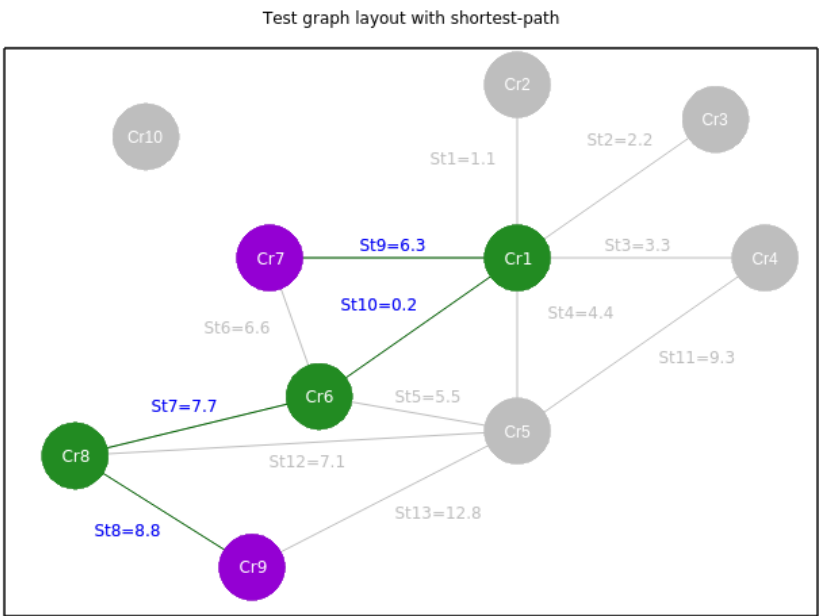 Test graph layout with shortest-path
Cr2
Cr3
Cr10
St2=2.2
St1=1.1
St9=6.3
St3=3.3
Cr7
Cr1
Cr4
St10=0.2
St4=4.4
St6=6.6
St11=9.3
Cr6
St5=5.5
St7=7.7
Cr5
Cr8
St12=7.1
St13=12.8
St8=8.8
Cr9